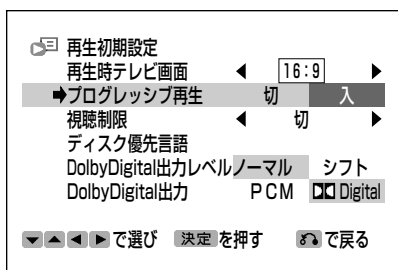 再生初期設定
再生時テレビ画面 ◀ 16:9 ▶
➡プログレッシブ再生 切 入
視聴制限 ◀ 切 ▶
ディスク優先言語
DolbyDigital出力レベル ノーマル シフト
DolbyDigital出力 PCM Digital
▼▲◀▶で選び 決定を押す で戻る